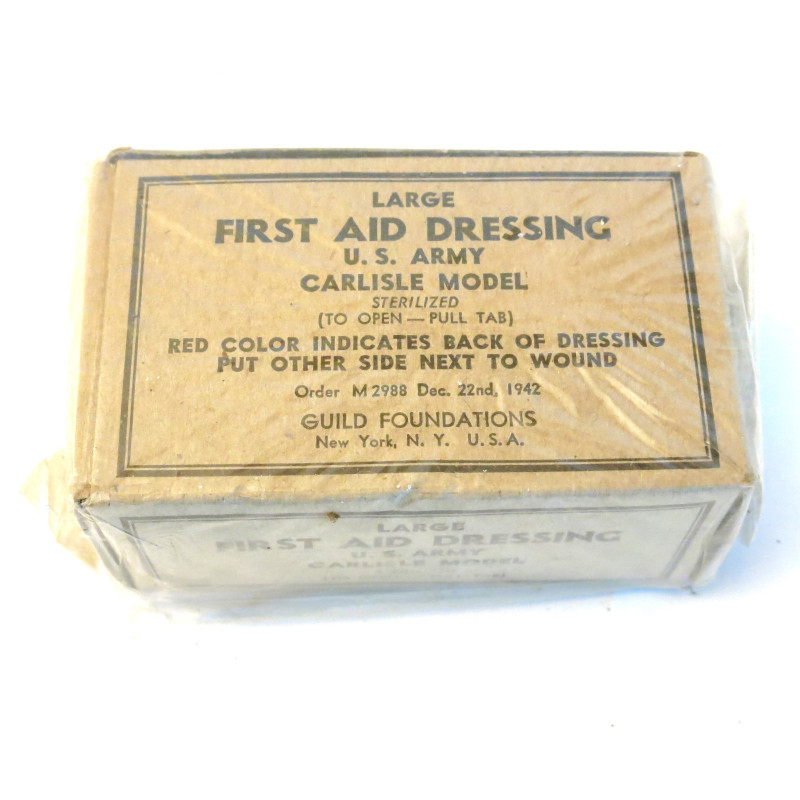 LARGE
FIRST AID DRESSING
U. S. ARMY
CARLISLE MODEL
STERILIZED
(TO OPEN — PULL TAB)
RED COLOR INDICATES BACK OF DRESSING
PUT OTHER SIDE NEXT TO WOUND
Order M 2988 Dec. 22nd, 1942
GUILD FOUNDATIONS
New York, N. Y. U. S. A.
LARGE
FIRST AID DRESSING
U. S. ARMY
CARLISLE MODEL